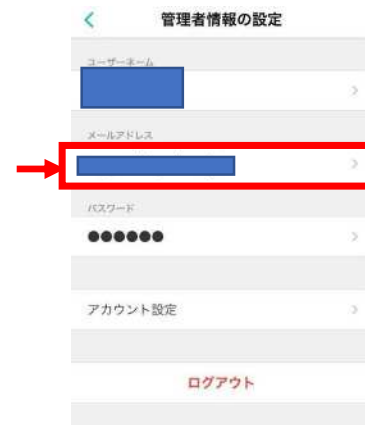 管理者情報の設定
ユーザーネーム
メールアドレス
パスワード
●●●●●●
アカウント設定
ログアウト